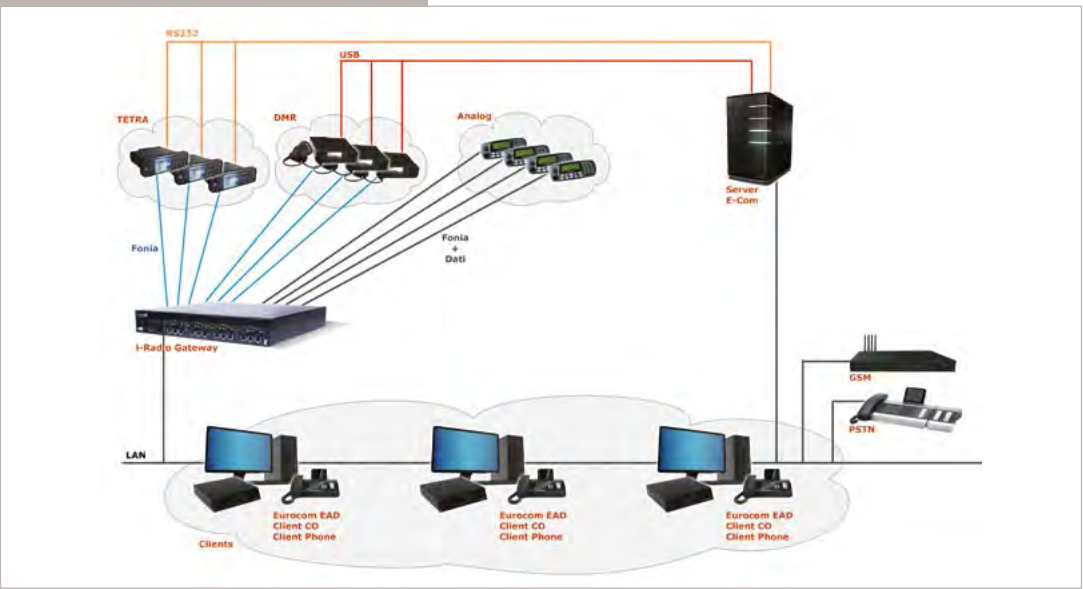 RS232
USB
TETRA
DMR
Analog
Server
E-Com
Fonia
Fonia
+
Dati
i-Radio Gateway
GSM
PSTN
LAN
Eurocom EAD
Client CO
Client Phone
Eurocom EAD
Client CO
Client Phone
Eurocom EAD
Client CO
Client Phone
Clients